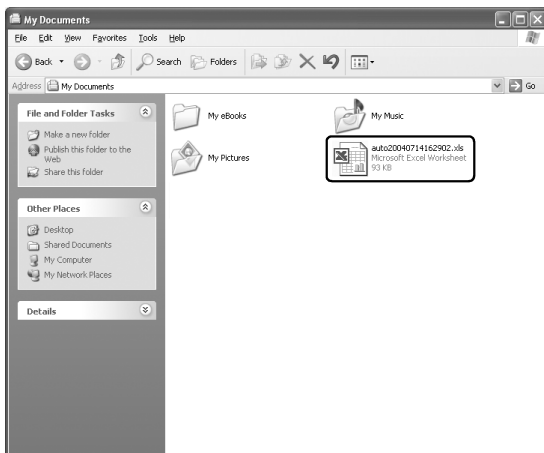 My Documents
File Edit View Favorites Tools Help
Back Search Folders
Address My Documents Go
File and Folder Tasks
Make a new folder
Publish this folder to the
Web
Share this folder
Other Places
Desktop
Shared Documents
My Computer
My Network Places
Details
My eBooks
My Music
My Pictures
auto20040714162902.xls
Microsoft Excel Worksheet
93 KB